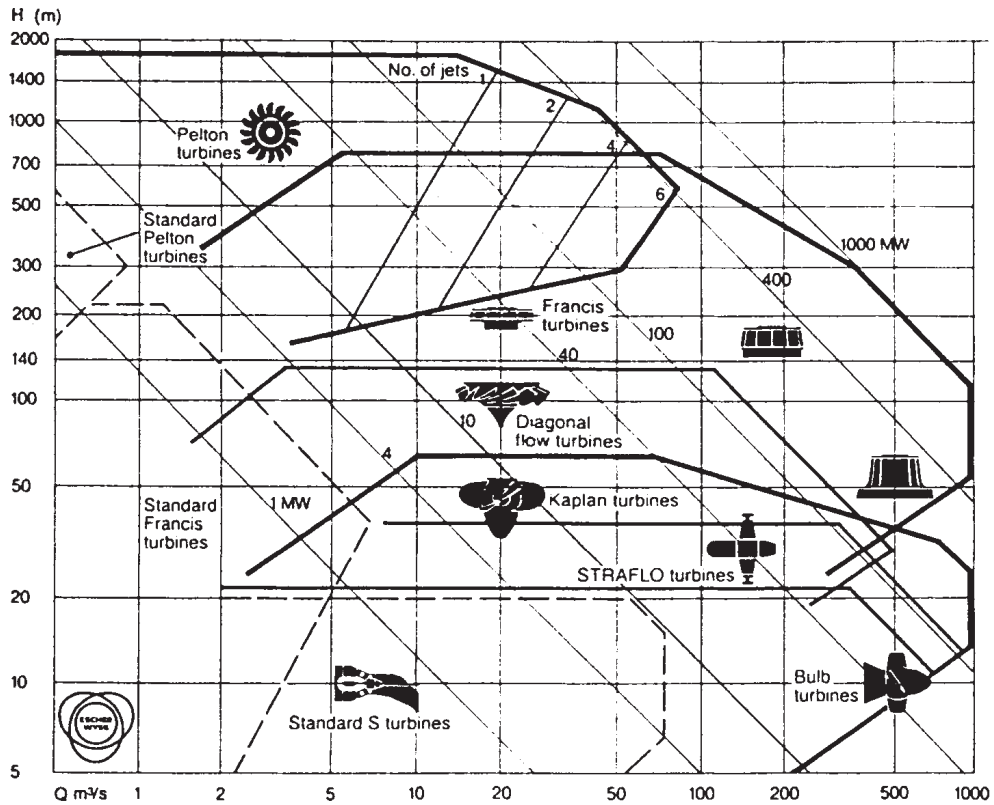 H (m)
2000
1400
1000
700
500
300
200
140
100
50
20
10
5
No. of jets
1
2
4
6
Pelton
turbines
Standard
Pelton
turbines
1000 MW
400
100
40
10
4
1 MW
Francis
turbines
Diagonal
flow turbines
Kaplan turbines
Standard
Francis
turbines
STRAFLO turbines
Bulb
turbines
Standard S turbines
ESCHER
WYSS
Q m³/s
1
2
5
10
20
50
100
200
500
1000